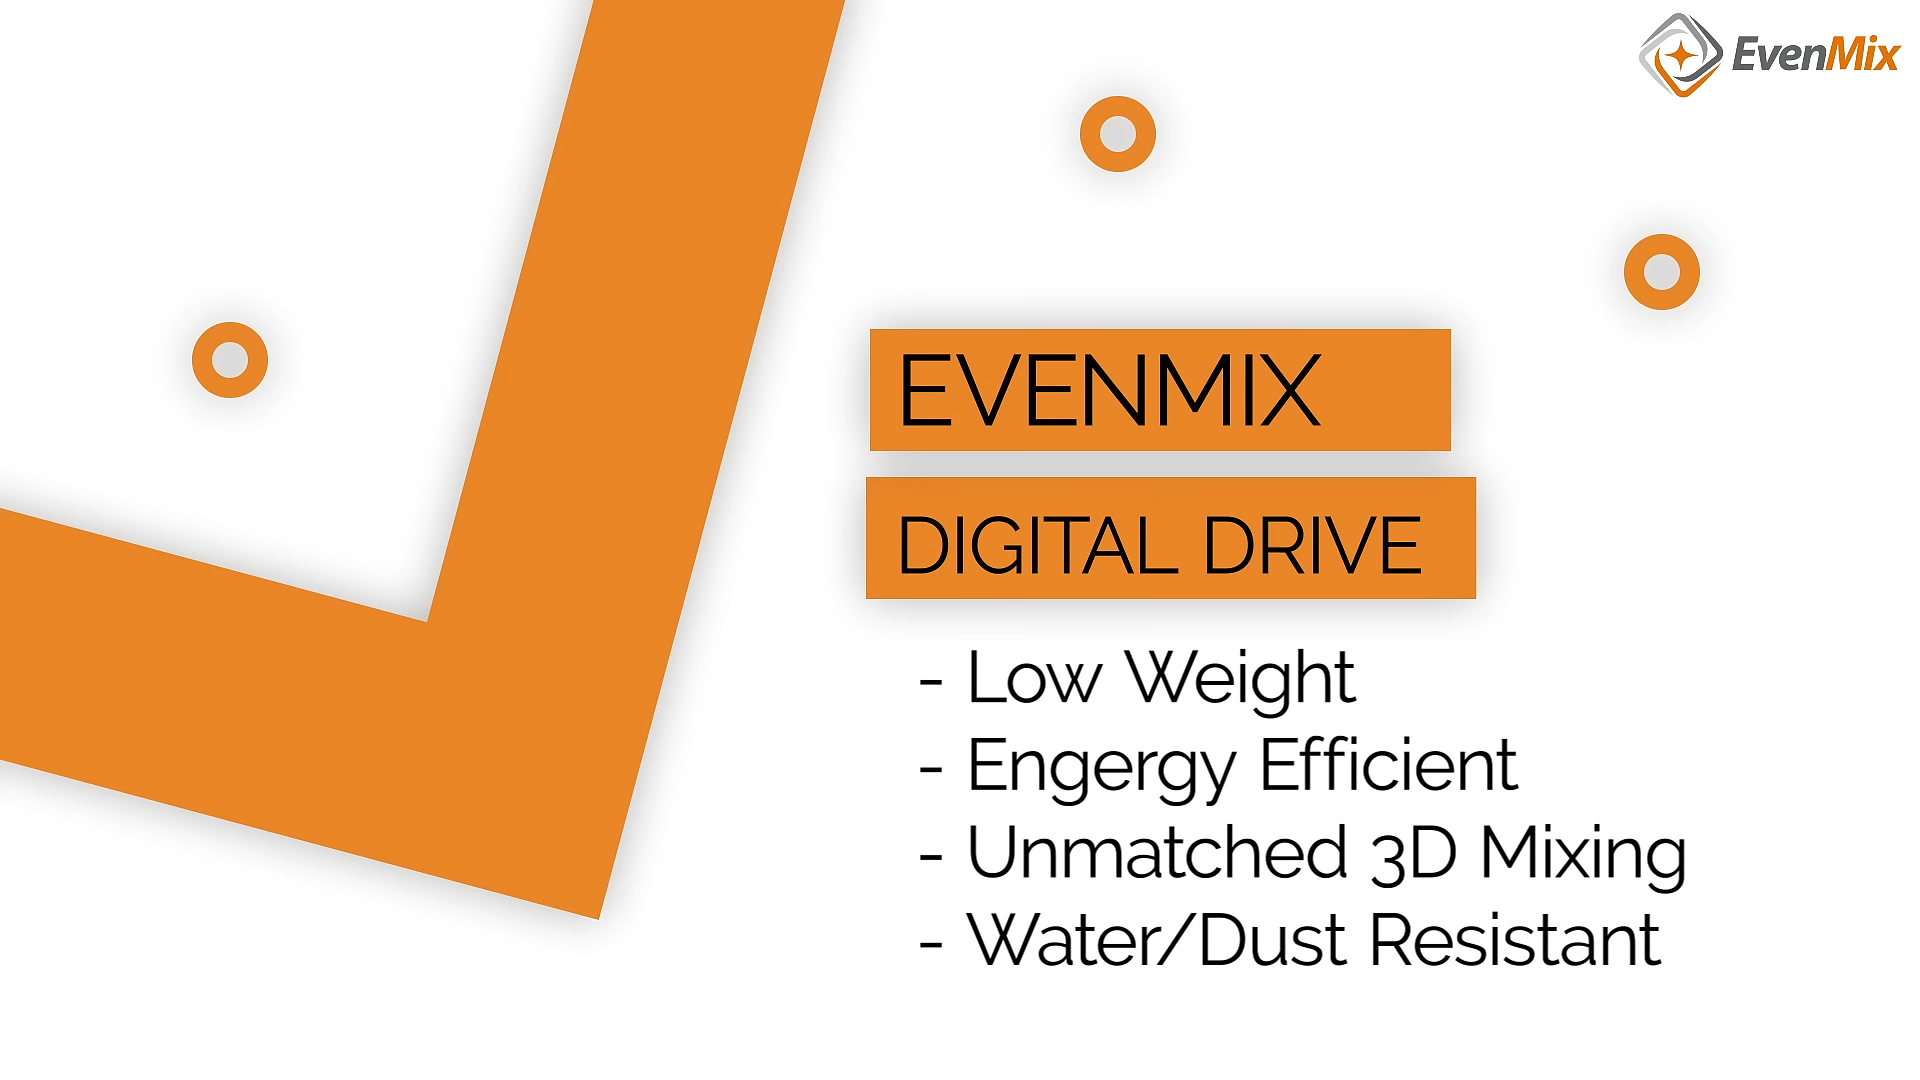 EvenMix
EVENMIX
DIGITAL DRIVE
- Low Weight
- Engergy Efficient
- Unmatched 3D Mixing
- Water/Dust Resistant